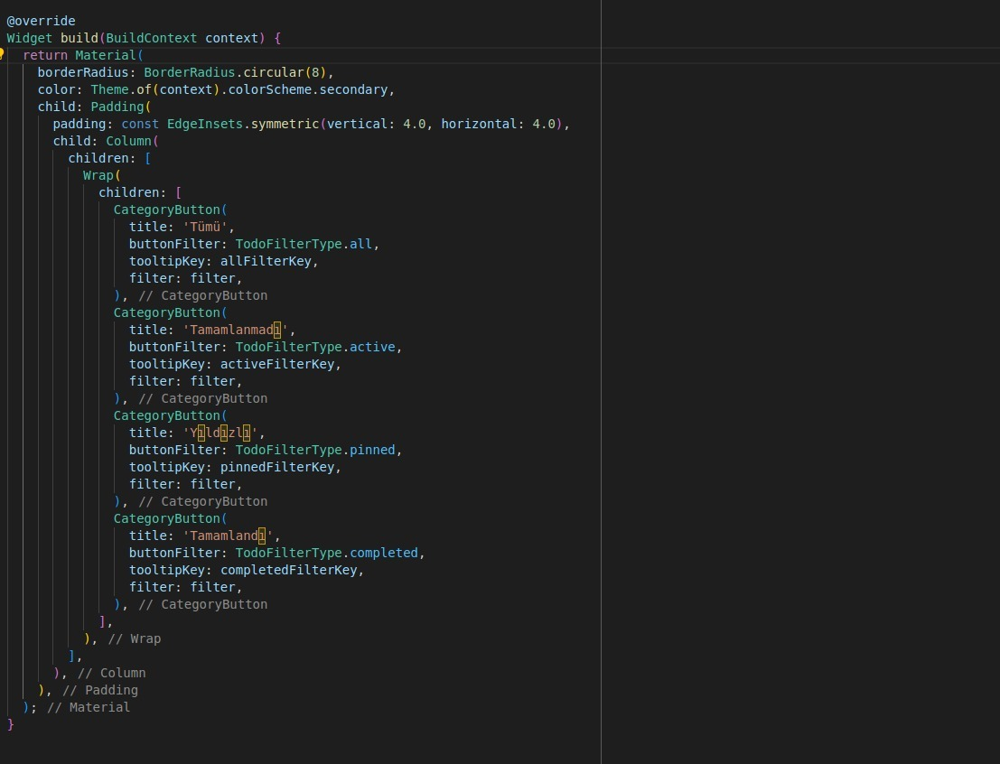 @override
Widget build(BuildContext context) {
return Material(
borderRadius: BorderRadius.circular(8),
color: Theme.of(context).colorScheme.secondary,
child: Padding(
padding: const EdgeInsets.symmetric(vertical: 4.0, horizontal: 4.0),
child: Column(
children: [
Wrap(
children: [
CategoryButton(
title: 'Tümü',
buttonFilter: TodoFilterType.all,
tooltipKey: allFilterKey,
filter: filter,
), // CategoryButton
CategoryButton(
title: 'Tamamlanmadı',
buttonFilter: TodoFilterType.active,
tooltipKey: activeFilterKey,
filter: filter,
), // CategoryButton
CategoryButton(
title: 'Yıldızlı',
buttonFilter: TodoFilterType.pinned,
tooltipKey: pinnedFilterKey,
filter: filter,
), // CategoryButton
CategoryButton(
title: 'Tamamlandı',
buttonFilter: TodoFilterType.completed,
tooltipKey: completedFilterKey,
filter: filter,
), // CategoryButton
],
), // Wrap
],
), // Column
), // Padding
); // Material
}